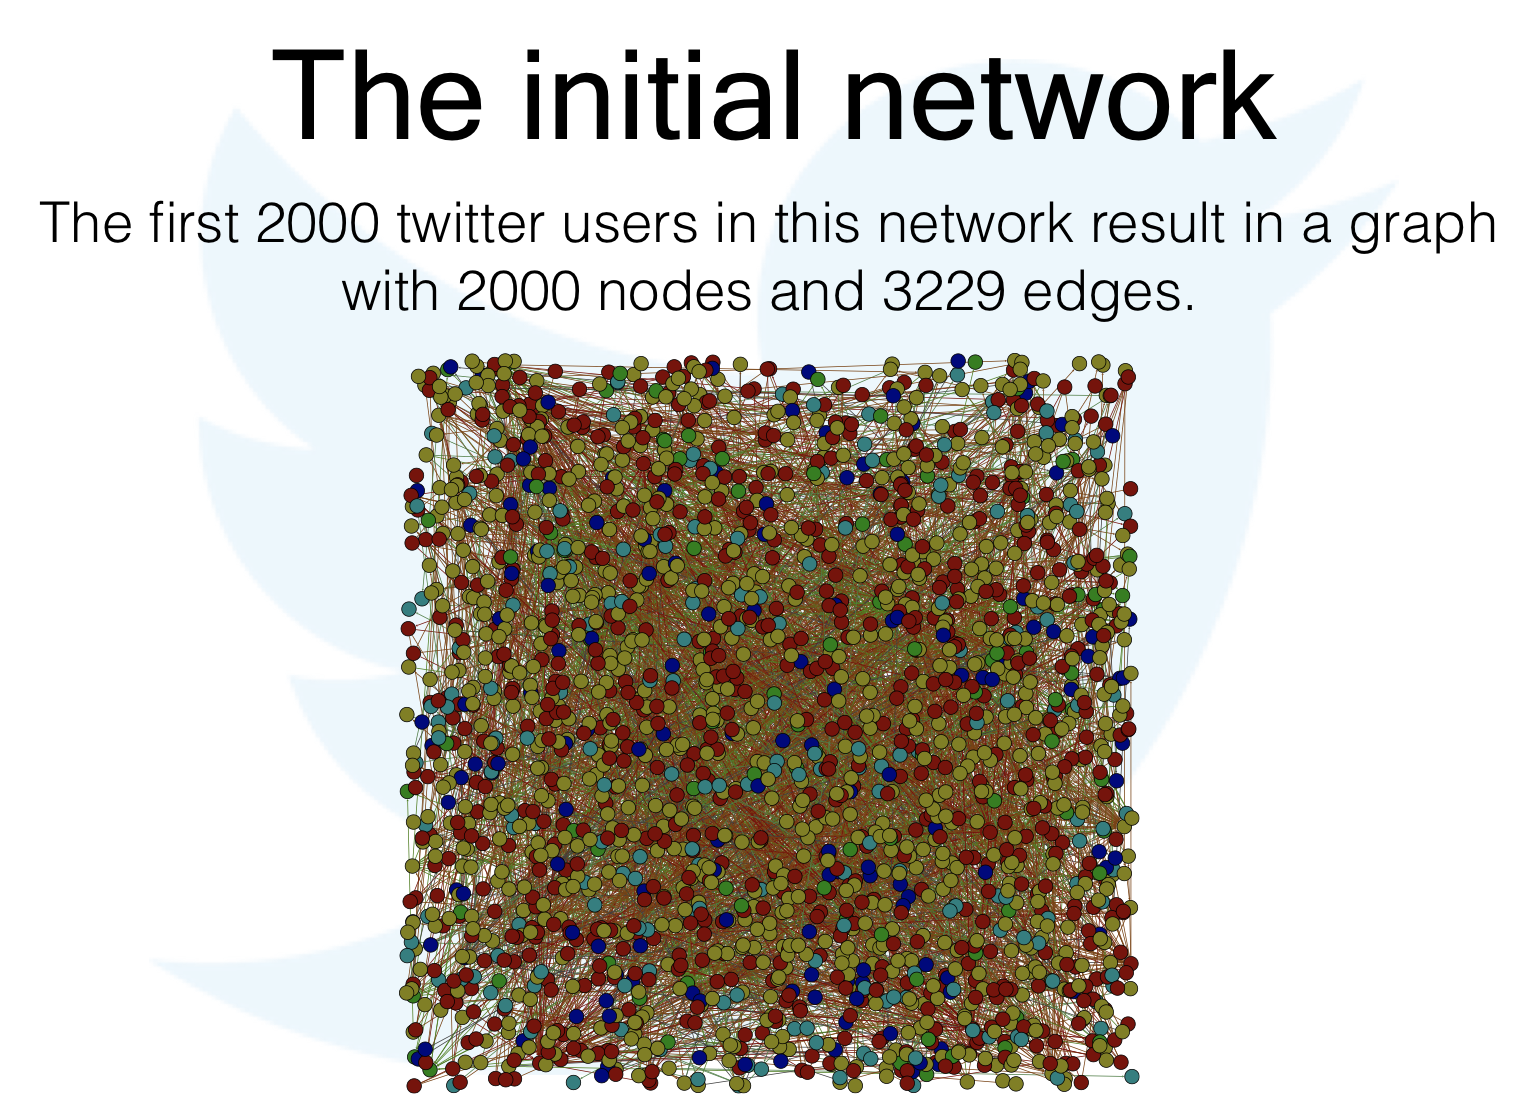 The initial network
The first 2000 twitter users in this network result in a graph
with 2000 nodes and 3229 edges.